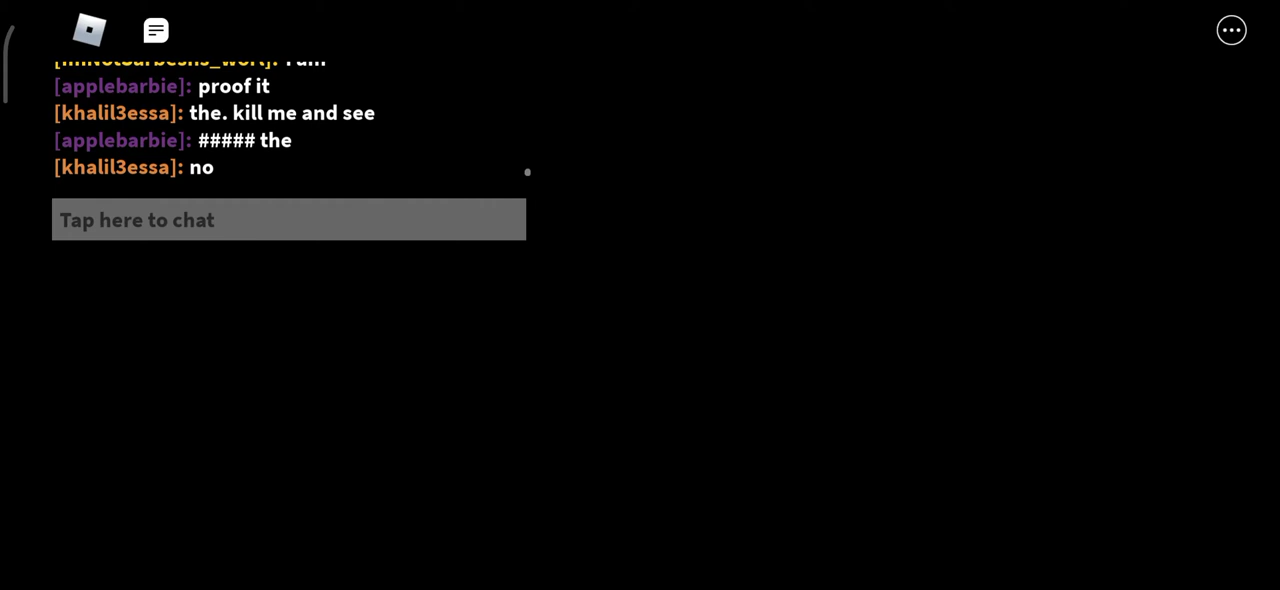 [applebarbie]: proof it
[khalil3essa]: the. kill me and see
[applebarbie]: ##### the
[khalil3essa]: no
Tap here to chat